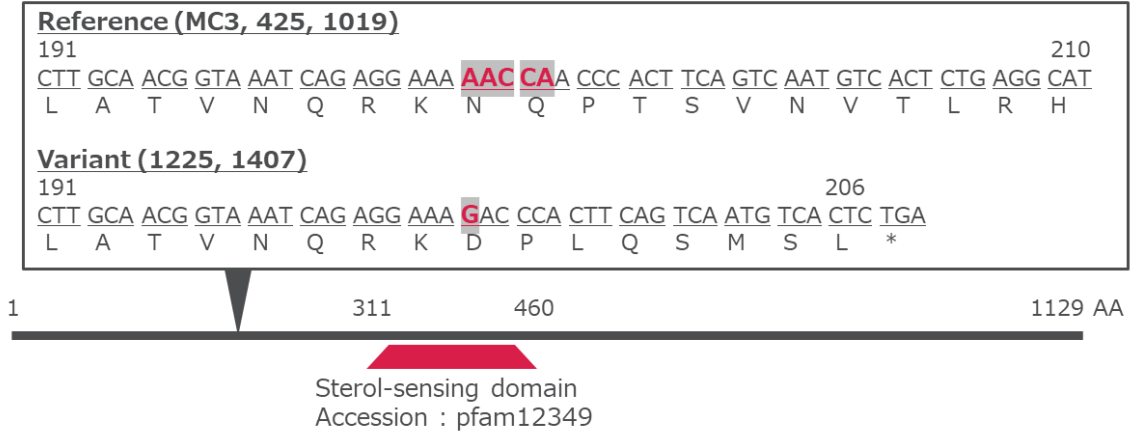 Reference (MC3, 425, 1019)
191 210
CTT GCA ACG GTA AAT CAG AGG AAA AAC CAA CCC ACT TCA GTC AAT GTC ACT CTG AGG CAT
L A T V N Q R K N Q P T S V N V T L R H
Variant (1225, 1407)
191 206
CTT GCA ACG GTA AAT CAG AGG AAA GAC CCA CTT CAG TCA ATG TCA CTC TGA
L A T V N Q R K D P L Q S M S L *
1 311 460 1129 AA
Sterol-sensing domain
Accession : pfam12349